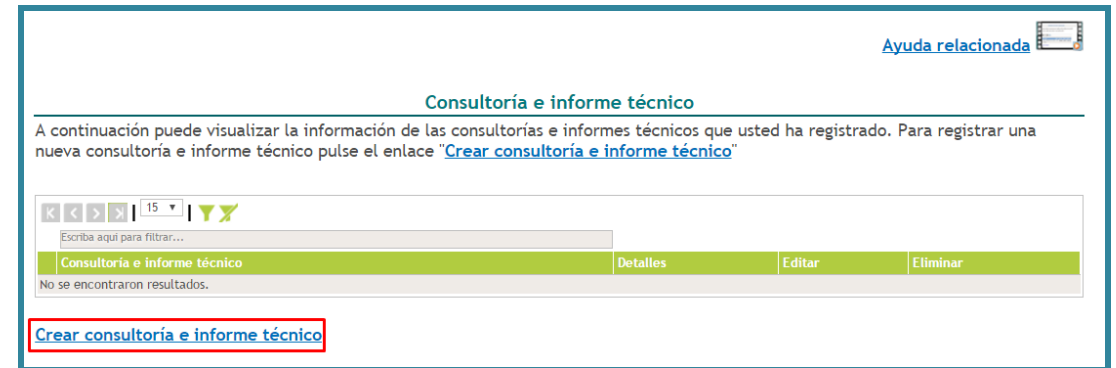 Ayuda relacionada
Consultoría e informe técnico
A continuación puede visualizar la información de las consultorías e informes técnicos que usted ha registrado. Para registrar una
nueva consultoría e informe técnico pulse el enlace "Crear consultoría e informe técnico"
15
Escriba aqui para filtrar...
Consultoria e informe técnico Detalles Editar Eliminar
No se encontraron resultados.
Crear consultoría e informe técnico